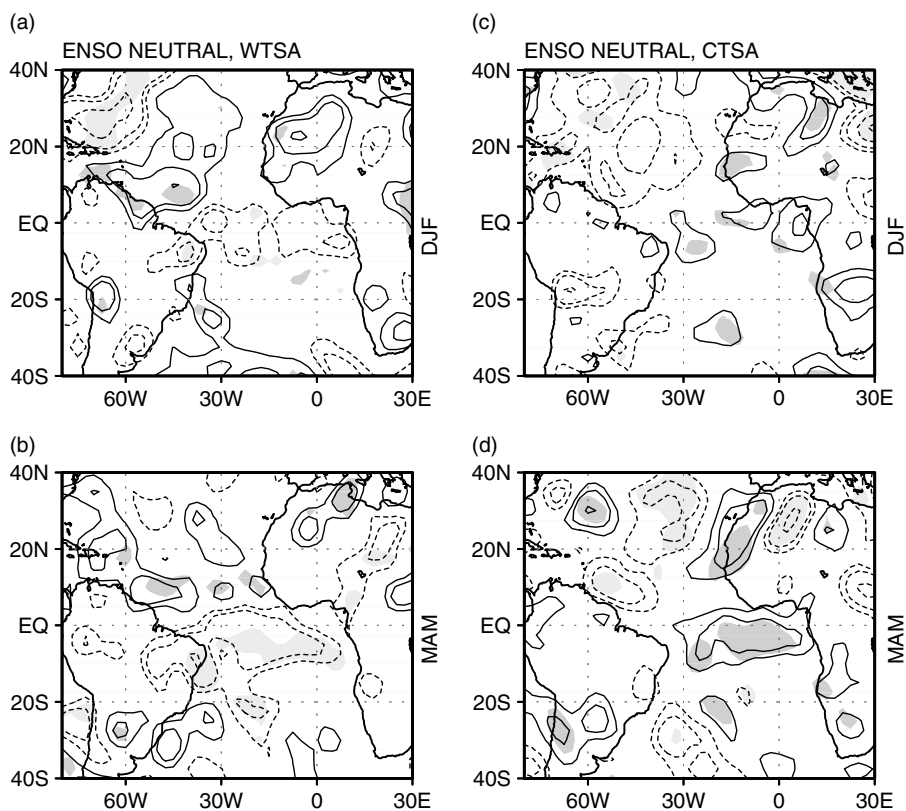 (a)
ENSO NEUTRAL, WTSA
40N
20N
EQ
20S
40S
60W 30W 0 30E
DJF
(c)
ENSO NEUTRAL, CTSA
40N
20N
EQ
20S
40S
60W 30W 0 30E
DJF
(b)
40N
20N
EQ
20S
40S
60W 30W 0 30E
MAM
(d)
40N
20N
EQ
20S
40S
60W 30W 0 30E
MAM